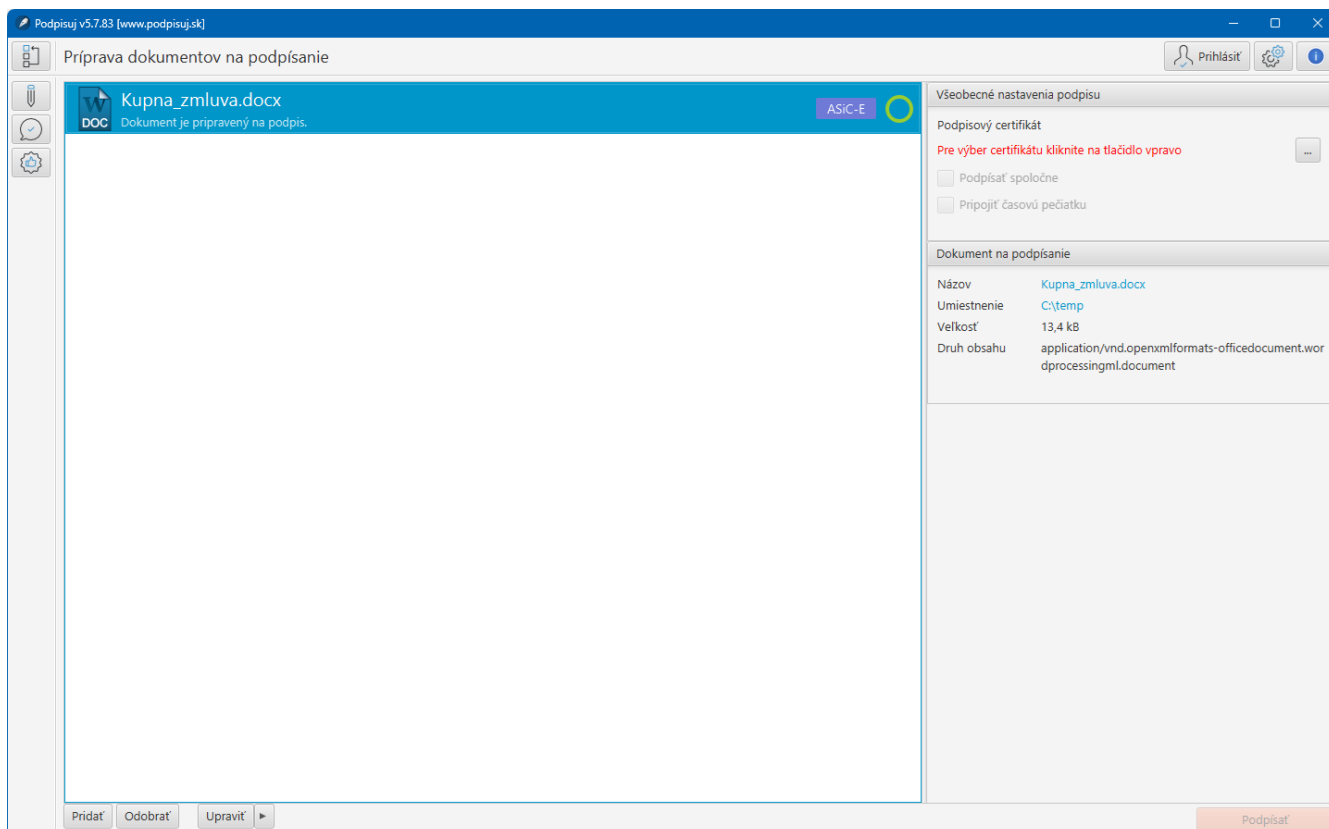 Podpisuj v5.7.83 [www.podpisuj.sk]
Príprava dokumentov na podpísanie
Prihlásiť
Kupna_zmluva.docx
Dokument je pripravený na podpis.
W
DOC
ASiC-E
Všeobecné nastavenia podpisu
Podpisový certifikát
Pre výber certifikátu kliknite na tlačidlo vpravo
...
Podpísať spoločne
Pripojiť časovú pečiatku
Dokument na podpísanie
Názov Kupna_zmluva.docx
Umiestnenie C:\temp
Veľkosť 13,4 kB
Druh obsahu application/vnd.openxmlformats-officedocument.wor
dprocessingml.document
Pridať Odobrať Upraviť
Podpísať